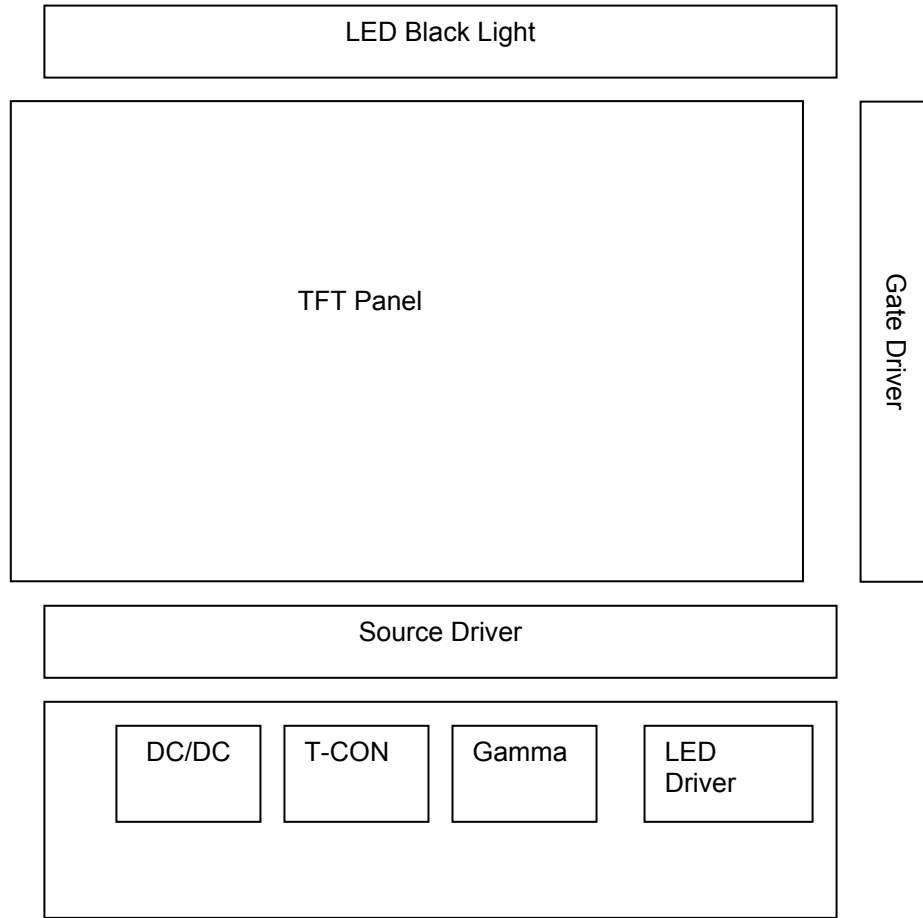 LED Black Light
TFT Panel
Gate Driver
Source Driver
DC/DC
T-CON
Gamma
LED
Driver